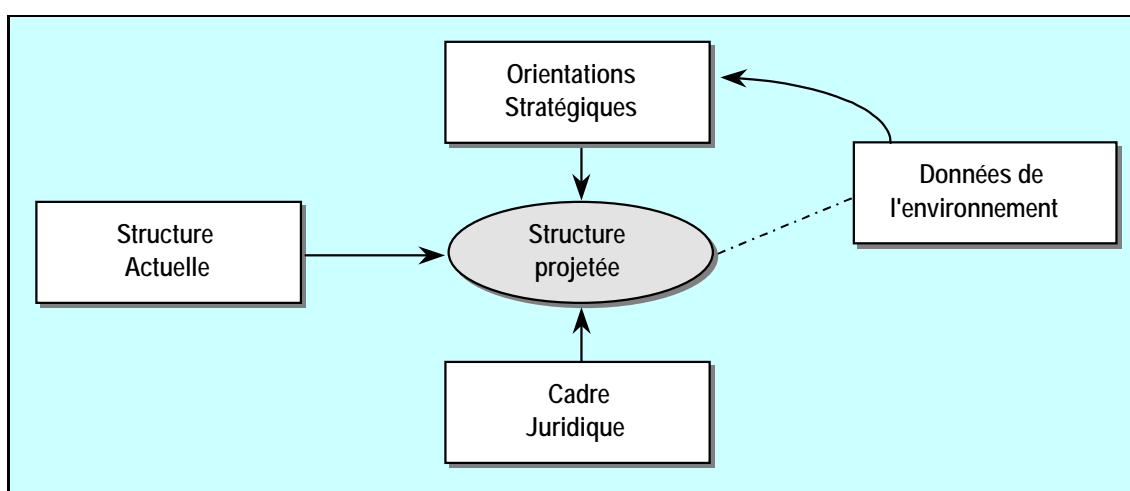 Orientations
Stratégiques
Données de
l'environnement
Structure
Actuelle
Structure
projetée
Cadre
Juridique